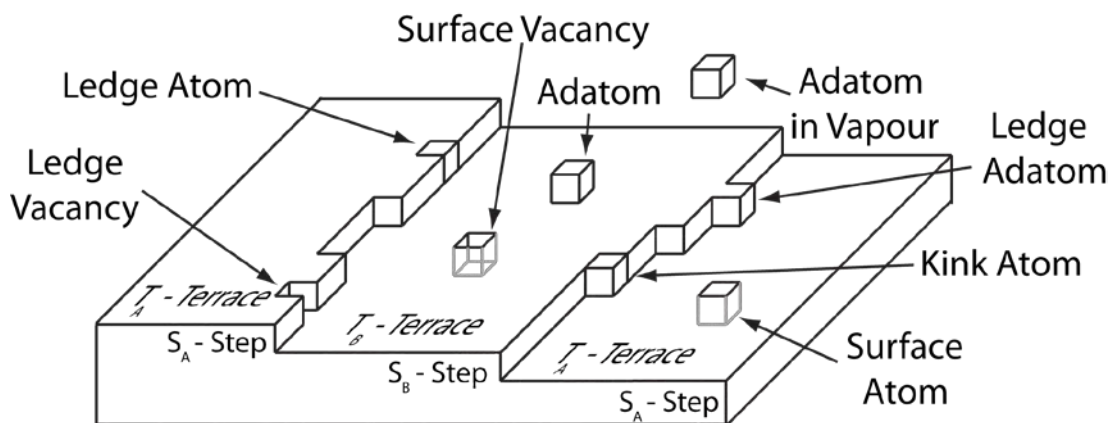 Surface Vacancy
Ledge Atom
Adatom
Adatom
in Vapour
Ledge
Adatom
Ledge
Vacancy
Kink Atom
T_A - Terrace
T_B - Terrace
T_A - Terrace
S_A - Step
S_B - Step
S_A - Step
Surface
Atom